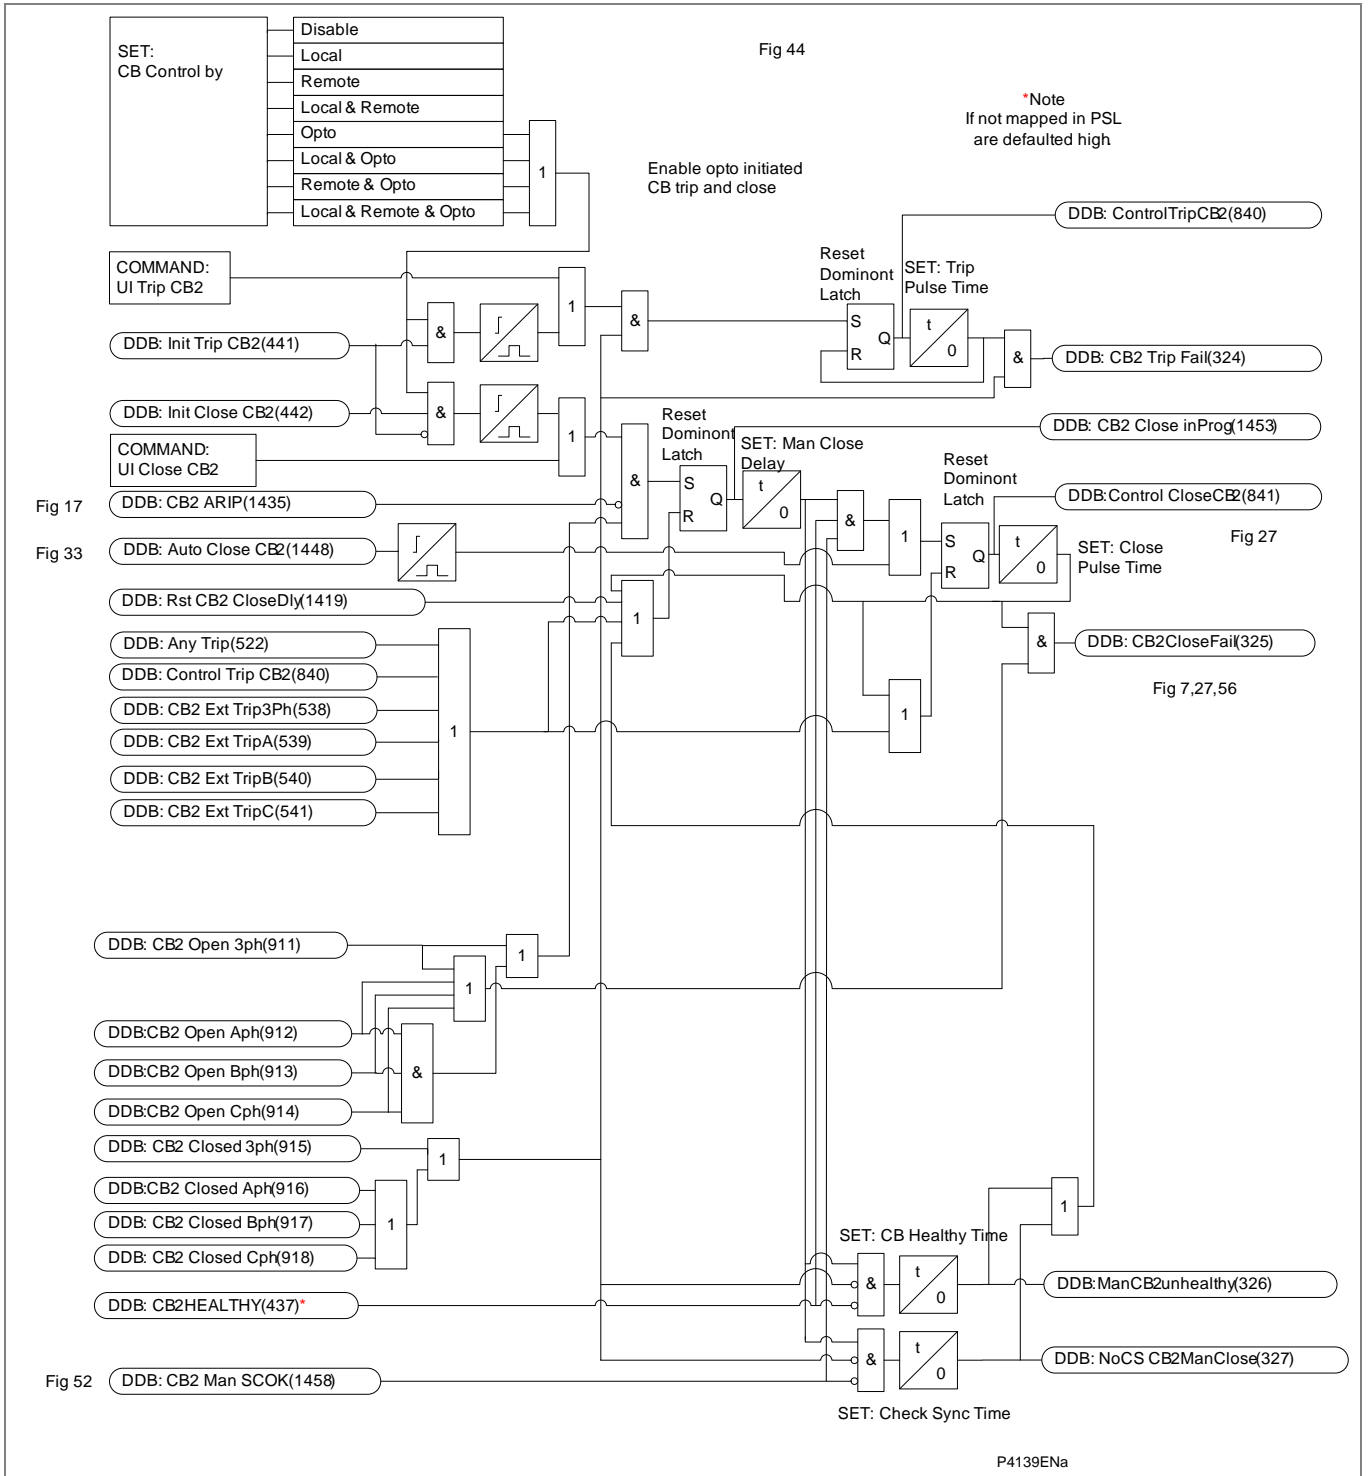 SET:
CB Control by
Disable
Local
Remote
Local & Remote
Opto
Local & Opto
Remote & Opto
Local & Remote & Opto
1
Fig 44
*Note
If not mapped in PSL
are defaulted high.
Enable opto initiated
CB trip and close
DDB: ControlTripCB2(840)
COMMAND:
UI Trip CB2
Reset
Dominont
Latch
SET: Trip
Pulse Time
1
&
S
Q
R
t
0
&
DDB: Init Trip CB2(441)
&
DDB: CB2 Trip Fail(324)
DDB: Init Close CB2(442)
&
1
Reset
Dominont
Latch
SET: Man Close
Delay
DDB: CB2 Close inProg(1453)
COMMAND:
UI Close CB2
Reset
Dominont
Latch
&
S
Q
R
t
0
&
1
S
Q
R
t
0
DDB:Control CloseCB2(841)
Fig 17
DDB: CB2 ARIP(1435)
Fig 27
SET: Close
Pulse Time
Fig 33
DDB: Auto Close CB2(1448)
DDB: Rst CB2 CloseDly(1419)
1
&
DDB: CB2CloseFail(325)
DDB: Any Trip(522)
DDB: Control Trip CB2(840)
Fig 7,27,56
DDB: CB2 Ext Trip3Ph(538)
1
1
DDB: CB2 Ext TripA(539)
DDB: CB2 Ext TripB(540)
DDB: CB2 Ext TripC(541)
DDB: CB2 Open 3ph(911)
1
1
DDB:CB2 Open Aph(912)
DDB:CB2 Open Bph(913)
&
DDB:CB2 Open Cph(914)
DDB: CB2 Closed 3ph(915)
1
DDB:CB2 Closed Aph(916)
DDB: CB2 Closed Bph(917)
1
DDB: CB2 Closed Cph(918)
1
SET: CB Healthy Time
&
t
0
DDB:ManCB2unhealthy(326)
DDB: CB2HEALTHY(437)*
&
t
0
DDB: NoCS CB2ManClose(327)
Fig 52
DDB: CB2 Man SCOK(1458)
SET: Check Sync Time
P4139ENa